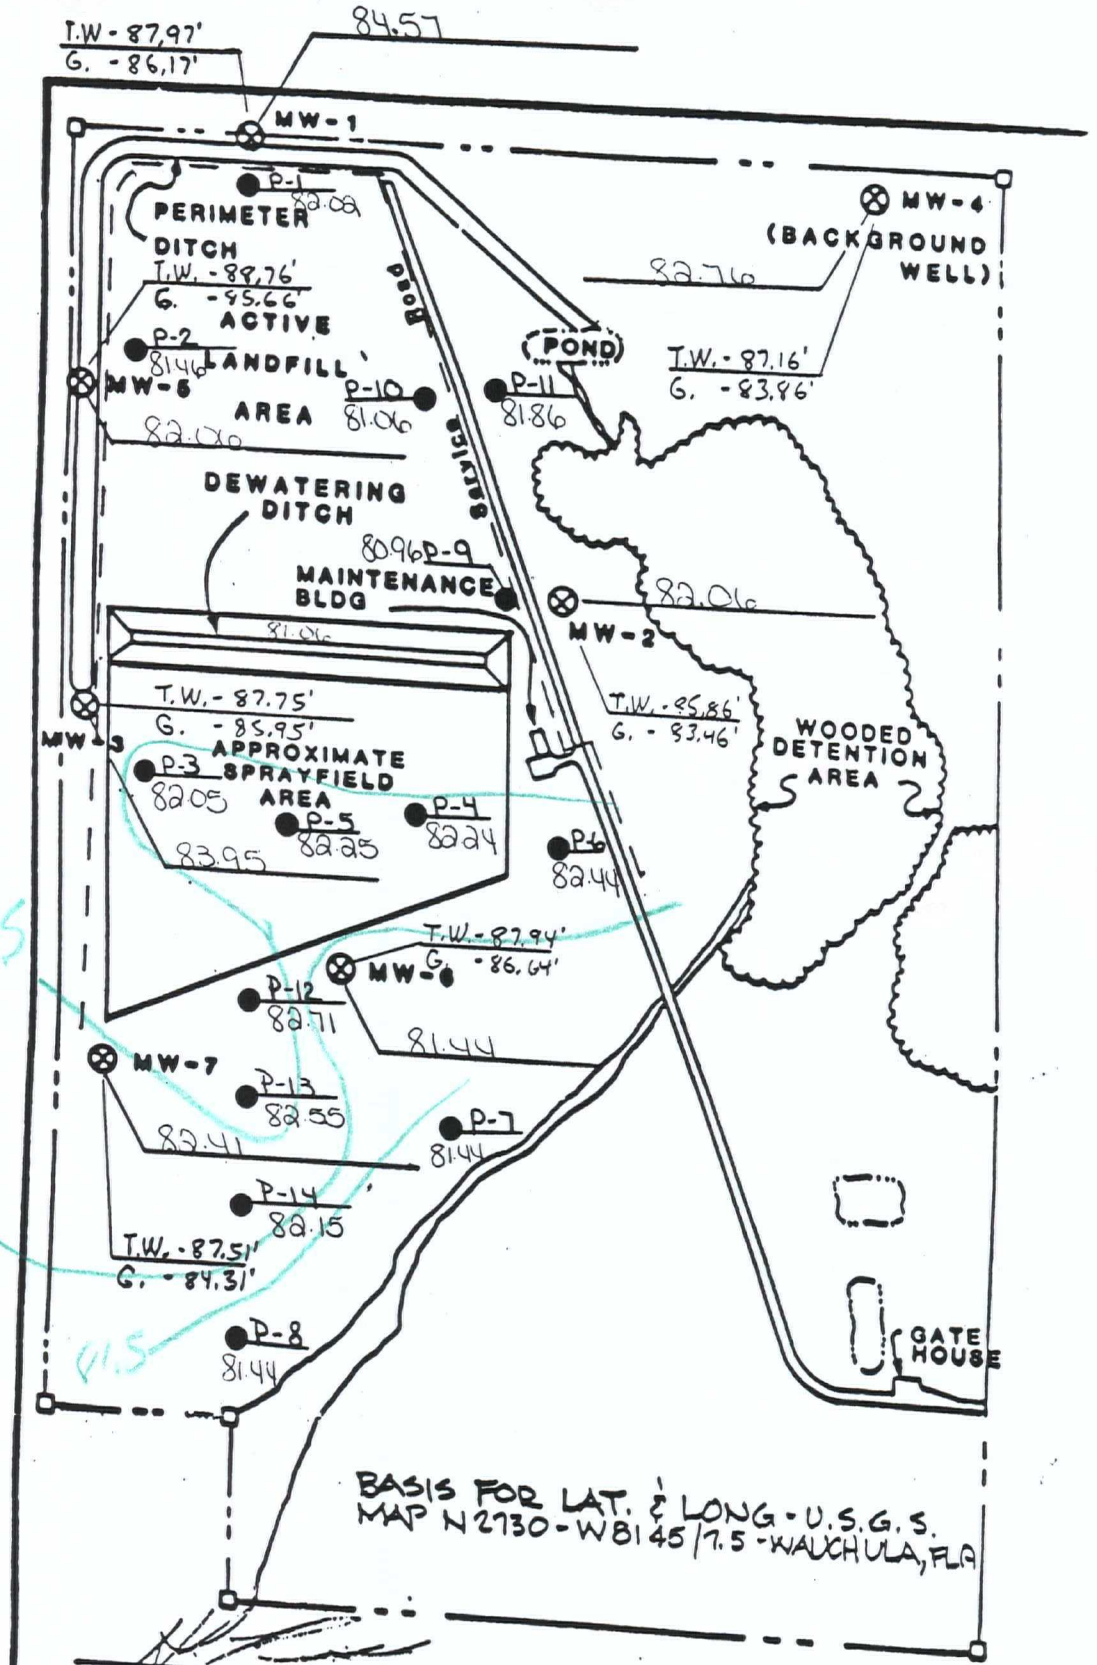 T.W - 87.97'
G. - 86.17'
84.57
MW-1
P-1
82.02
MW-4
(BACKGROUND
WELL)
82.76
T.W. - 87.16'
G. - 83.86'
PERIMETER
DITCH
T.W. - 88.76'
G. - 85.66'
ACTIVE
LANDFILL
AREA
P-2
81.46
MW-5
82.06
Service Road
(POND)
P-10
81.06
P-11
81.86
DEWATERING
DITCH
80.96 P-9
MAINTENANCE
BLDG
82.06
MW-2
81.06
T.W. - 85.86'
G. - 83.46'
T.W. - 87.75'
G. - 85.95'
MW-3
WOODED
DETENTION
AREA
APPROXIMATE
SPRAYFIELD
AREA
P-3
82.05
P-4
82.24
P-5
82.25
P-6
82.44
83.95
T.W. - 87.94'
G. - 86.64'
MW-6
P-12
82.71
81.44
MW-7
P-13
82.55
P-7
81.44
82.41
P-14
82.15
T.W. - 87.51'
G. - 84.31'
81.5
P-8
81.44
GATE
HOUSE
BASIS FOR LAT. & LONG - U.S.G.S.
MAP N2730-W8145/7.5-WAUCHULA, FLA